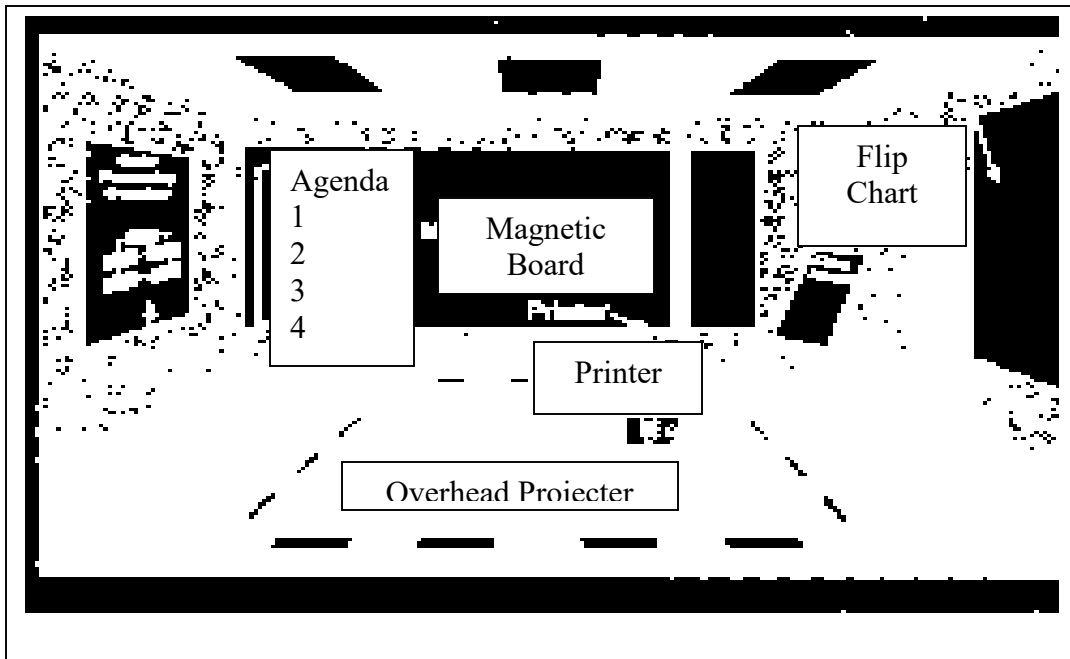 Agenda
1
2
3
4
Magnetic
Board
Flip
Chart
Printer
Overhead Projecter